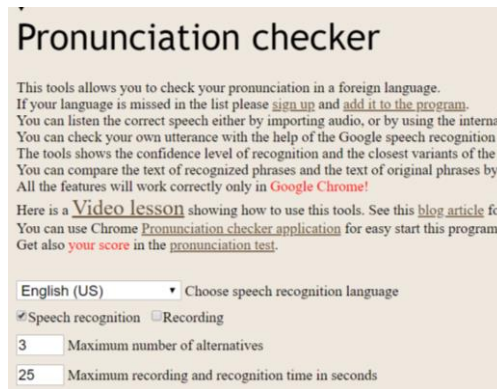 Pronunciation checker
This tools allows you to check your pronunciation in a foreign language.
If your language is missed in the list please sign up and add it to the program.
You can listen the correct speech either by importing audio, or by using the interna
You can check your own utterance with the help of the Google speech recognition
The tools shows the confidence level of recognition and the closest variants of the
You can compare the text of recognized phrases and the text of original phrases by
All the features will work correctly only in Google Chrome!
Here is a Video lesson showing how to use this tools. See this blog article fo
You can use Chrome Pronunciation checker application for easy start this program
Get also your score in the pronunciation test.
English (US) Choose speech recognition language
Speech recognition Recording
3 Maximum number of alternatives
25 Maximum recording and recognition time in seconds